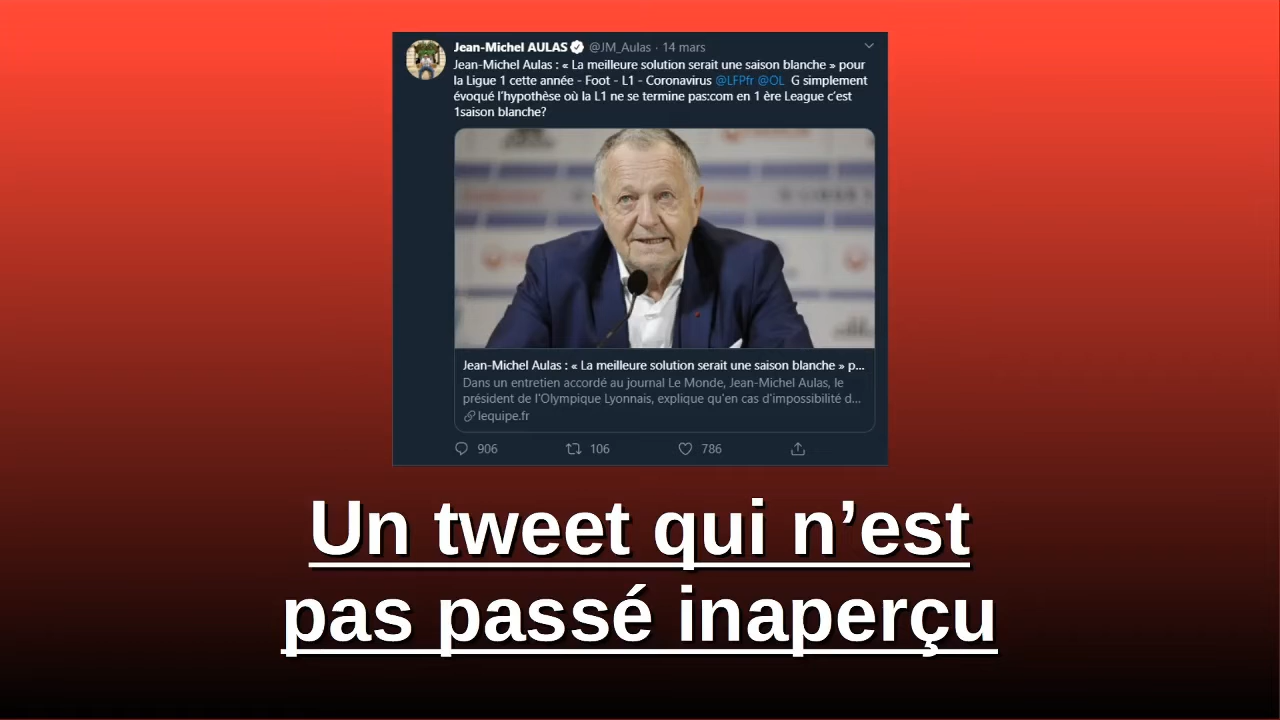 Jean-Michel AULAS @JM_Aulas · 14 mars
Jean-Michel Aulas : « La meilleure solution serait une saison blanche » pour
la Ligue 1 cette année - Foot - L1 - Coronavirus @LFPfr @OL G simplement
évoqué l'hypothèse où la L1 ne se termine pas:com en 1 ère League c'est
1saison blanche?
Jean-Michel Aulas : « La meilleure solution serait une saison blanche » p...
Dans un entretien accordé au journal Le Monde, Jean-Michel Aulas, le
président de l'Olympique Lyonnais, explique qu'en cas d'impossibilité d...
lequipe.fr
906 106 786
Un tweet qui n’est
pas passé inaperçu